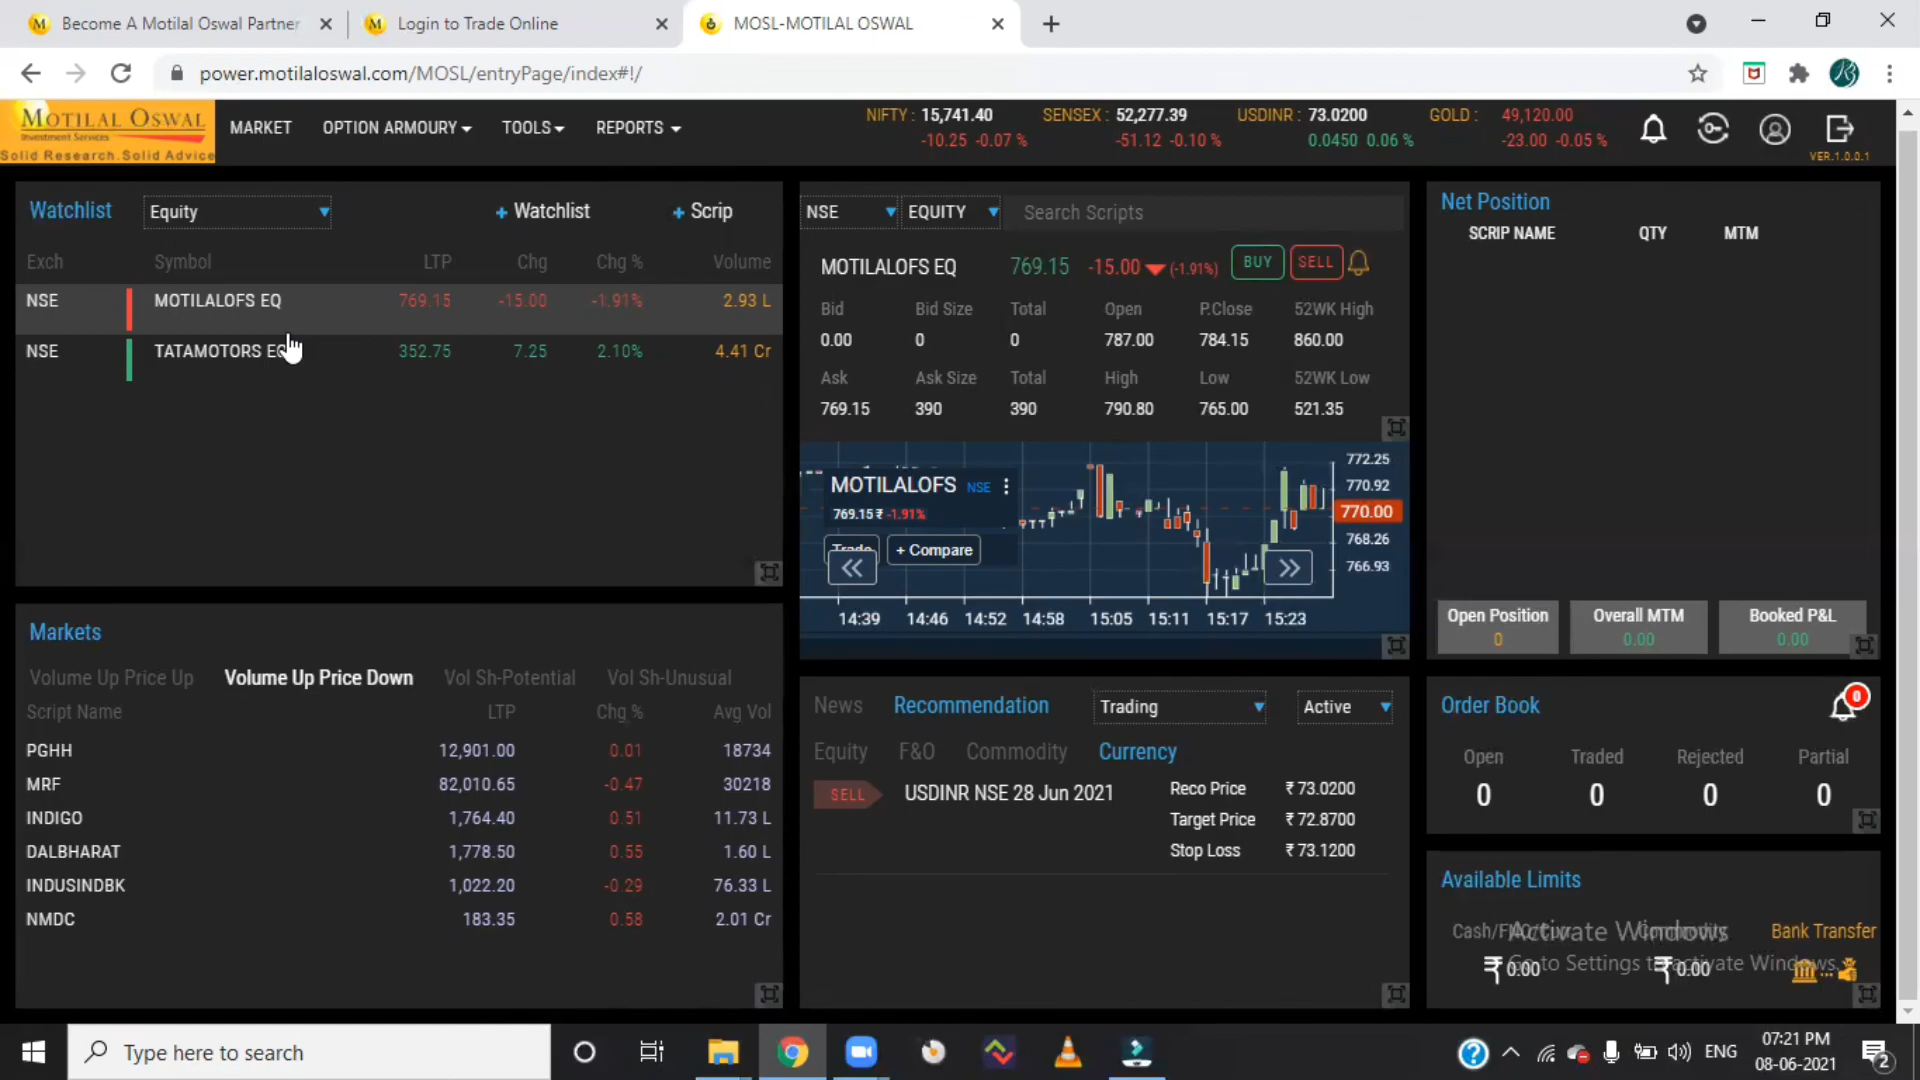 Become A Motilal Oswal Partner
Login to Trade Online
MOSL-MOTILAL OSWAL
power.motilaloswal.com/MOSL/entryPage/index#!/
MOTILAL OSWAL
Investment Services
Solid Research. Solid Advice
MARKET OPTION ARMOURY TOOLS REPORTS
NIFTY : 15,741.40
-10.25 -0.07 %
SENSEX : 52,277.39
-51.12 -0.10 %
USDINR : 73.0200
0.0450 0.06 %
GOLD : 49,120.00
-23.00 -0.05 %
VER.1.0.0.1
Watchlist Equity + Watchlist + Scrip
Exch Symbol LTP Chg Chg % Volume
NSE MOTILALOFS EQ 769.15 -15.00 -1.91% 2.93 L
NSE TATAMOTORS EQ 352.75 7.25 2.10% 4.41 Cr
Markets
Volume Up Price Up Volume Up Price Down Vol Sh-Potential Vol Sh-Unusual
Script Name LTP Chg % Avg Vol
PGHH 12,901.00 0.01 18734
MRF 82,010.65 -0.47 30218
INDIGO 1,764.40 0.51 11.73 L
DALBHARAT 1,778.50 0.55 1.60 L
INDUSINDBK 1,022.20 -0.29 76.33 L
NMDC 183.35 0.58 2.01 Cr
NSE EQUITY Search Scripts
MOTILALOFS EQ 769.15 -15.00 (-1.91%) BUY SELL
Bid Bid Size Total Open P.Close 52WK High
0.00 0 0 787.00 784.15 860.00
Ask Ask Size Total High Low 52WK Low
769.15 390 390 790.80 765.00 521.35
MOTILALOFS NSE
769.15 ₹ -1.91%
Trade + Compare
772.25
770.92
770.00
768.26
766.93
14:39 14:46 14:52 14:58 15:05 15:11 15:17 15:23
News Recommendation Trading Active
Equity F&O Commodity Currency
SELL USDINR NSE 28 Jun 2021
Reco Price ₹ 73.0200
Target Price ₹ 72.8700
Stop Loss ₹ 73.1200
Net Position
SCRIP NAME QTY MTM
Open Position Overall MTM Booked P&L
0 0.00 0.00
Order Book 0
Open Traded Rejected Partial
0 0 0 0
Available Limits
Bank Transfer
Activate Windows
Go to Settings to activate Windows.
₹ 0.00 ₹ 0.00
Type here to search
ENG
07:21 PM
08-06-2021
2